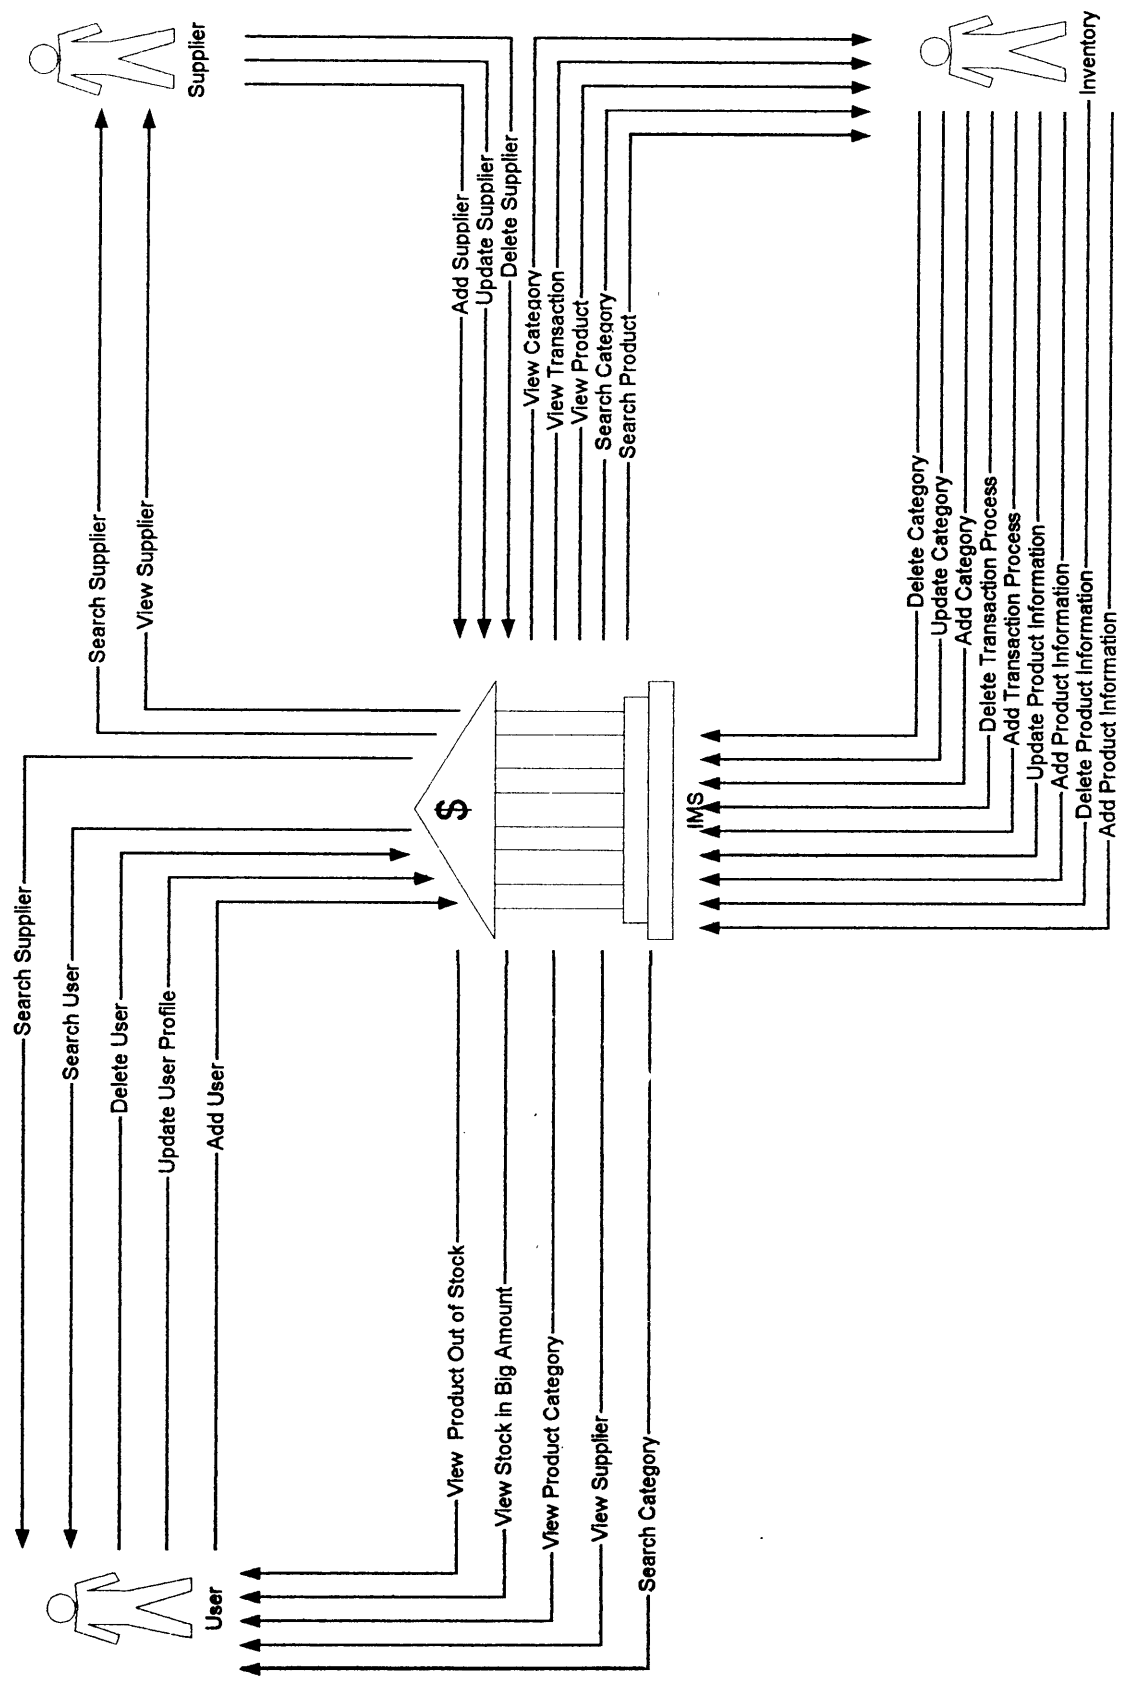 Search Supplier
Search User
Delete User
Update User Profile
Add User
User
View Product Out of Stock
View Stock in Big Amount
View Product Category
View Supplier
Search Category
$
IMS
Search Supplier
View Supplier
Supplier
Add Supplier
Update Supplier
Delete Supplier
View Category
View Transaction
View Product
Search Category
Search Product
Inventory
Delete Category
Update Category
Add Category
Delete Transaction Process
Add Transaction Process
Update Product Information
Add Product Information
Delete Product Information
Add Product Information